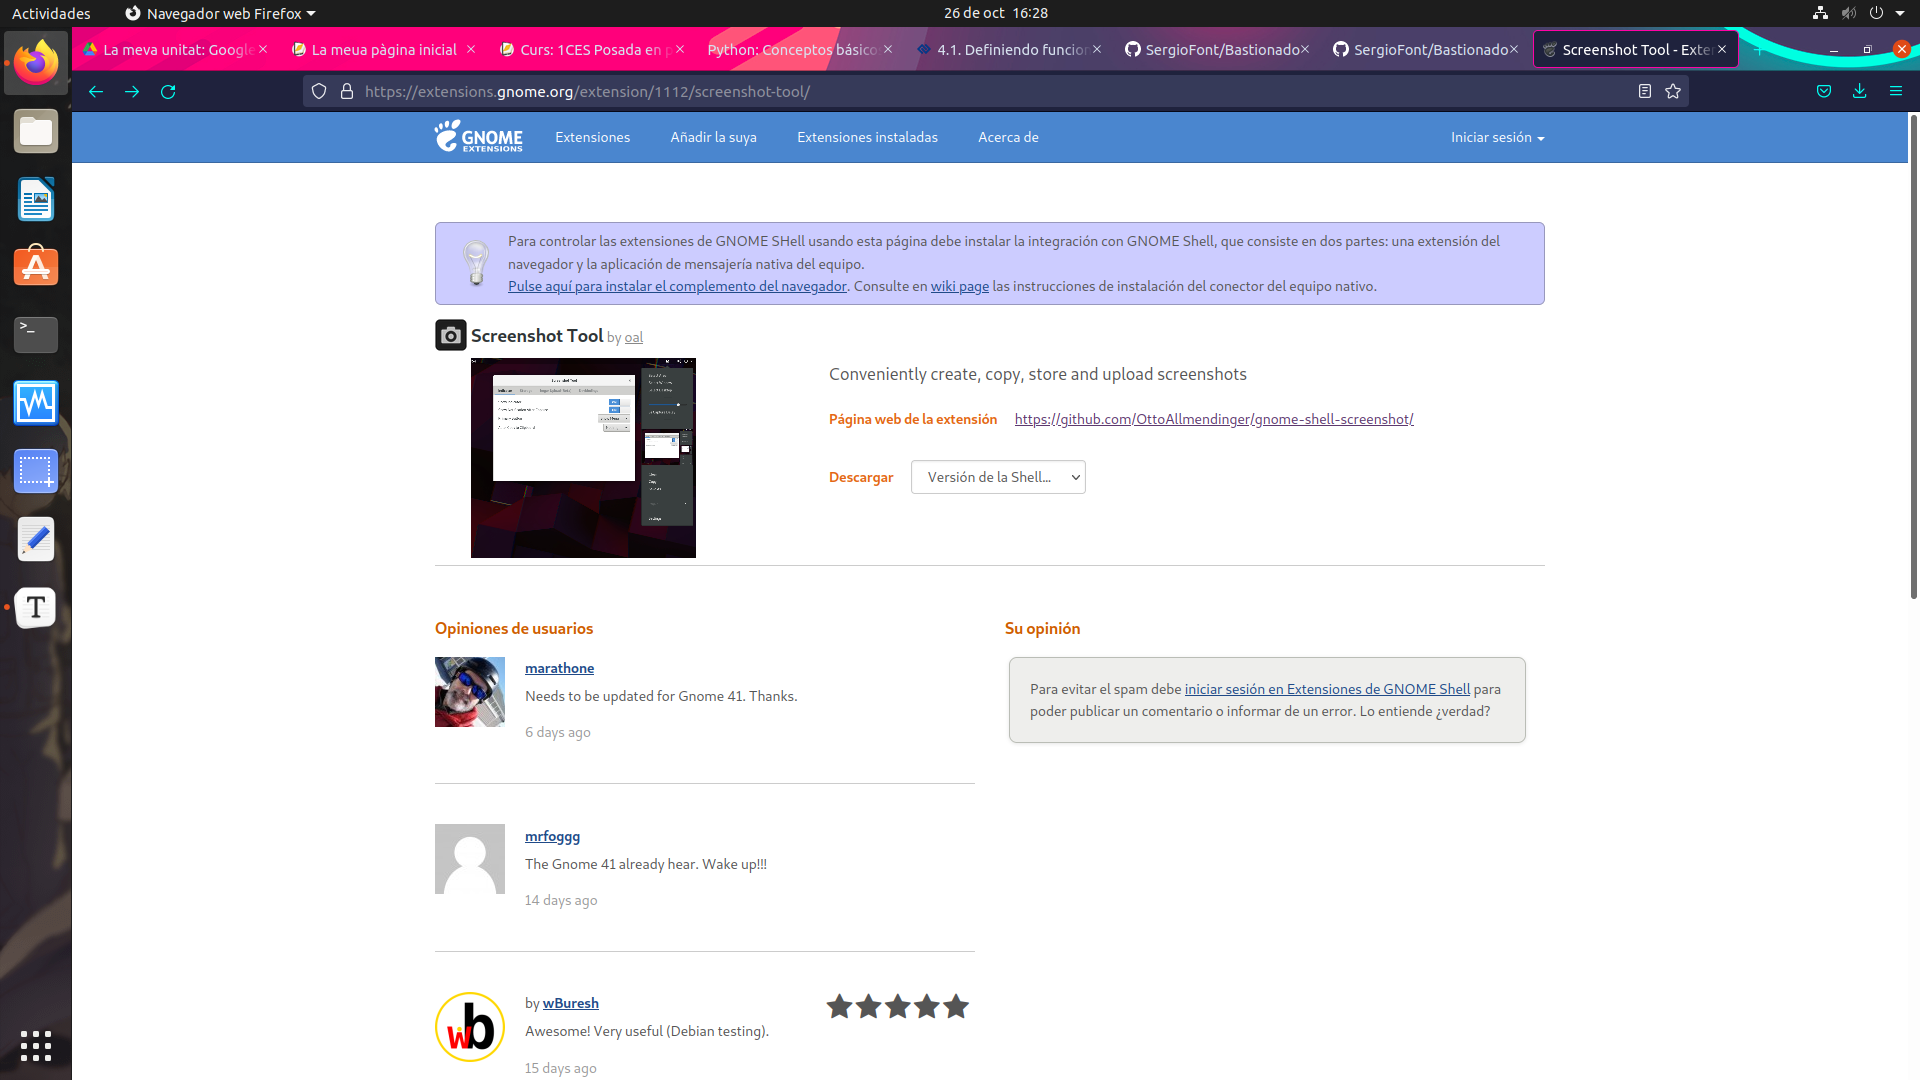 Actividades
Navegador web Firefox
26 de oct  16:28
La meva unitat: Google
La meua pàgina inicial
Curs: 1CES Posada en p
Python: Conceptos básico
4.1. Definiendo funcion
SergioFont/Bastionado
SergioFont/Bastionado
Screenshot Tool - Exte
https://extensions.gnome.org/extension/1112/screenshot-tool/
GNOME
EXTENSIONS
Extensiones
Añadir la suya
Extensiones instaladas
Acerca de
Iniciar sesión
Para controlar las extensiones de GNOME SHell usando esta página debe instalar la integración con GNOME Shell, que consiste en dos partes: una extensión del
navegador y la aplicación de mensajería nativa del equipo.
Pulse aquí para instalar el complemento del navegador. Consulte en wiki page las instrucciones de instalación del conector del equipo nativo.
Screenshot Tool by oal
Conveniently create, copy, store and upload screenshots
Página web de la extensión https://github.com/OttoAllmendinger/gnome-shell-screenshot/
Descargar
Versión de la Shell...
Opiniones de usuarios
marathone
Needs to be updated for Gnome 41. Thanks.
6 days ago
mrfoggg
The Gnome 41 already hear. Wake up!!!
14 days ago
wb
by wBuresh
Awesome! Very useful (Debian testing).
15 days ago
Su opinión
Para evitar el spam debe iniciar sesión en Extensiones de GNOME Shell para
poder publicar un comentario o informar de un error. Lo entiende ¿verdad?